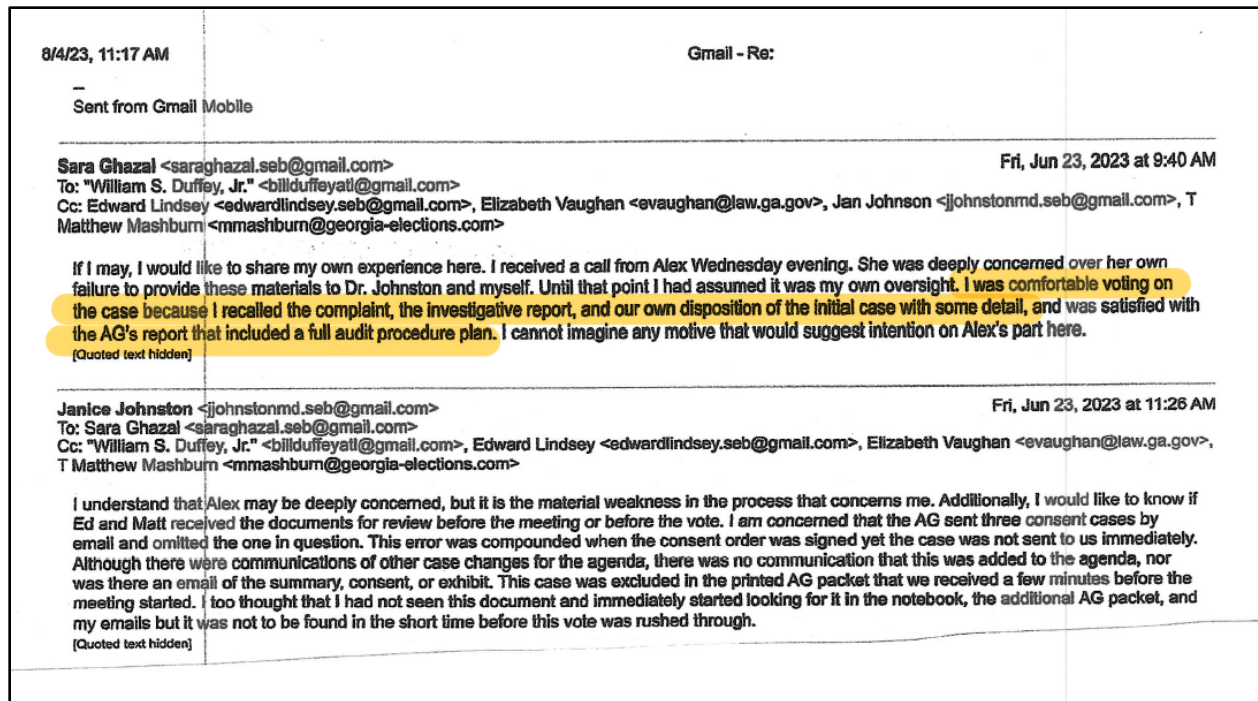 8/4/23, 11:17 AM
Gmail - Re:
--
Sent from Gmail Mobile
Sara Ghazal <saraghazal.seb@gmail.com>
Fri, Jun 23, 2023 at 9:40 AM
To: "William S. Duffey, Jr." <billduffeyatl@gmail.com>
Cc: Edward Lindsey <edwardlindsey.seb@gmail.com>, Elizabeth Vaughan <evaughan@law.ga.gov>, Jan Johnson <jjohnstonmd.seb@gmail.com>, T
Matthew Mashburn <mmashburn@georgia-elections.com>
If I may, I would like to share my own experience here. I received a call from Alex Wednesday evening. She was deeply concerned over her own
failure to provide these materials to Dr. Johnston and myself. Until that point I had assumed it was my own oversight. I was comfortable voting on
the case because I recalled the complaint, the investigative report, and our own disposition of the initial case with some detail, and was satisfied with
the AG's report that included a full audit procedure plan. I cannot imagine any motive that would suggest intention on Alex's part here.
[Quoted text hidden]
Janice Johnston <jjohnstonmd.seb@gmail.com>
Fri, Jun 23, 2023 at 11:26 AM
To: Sara Ghazal <saraghazal.seb@gmail.com>
Cc: "William S. Duffey, Jr." <billduffeyatl@gmail.com>, Edward Lindsey <edwardlindsey.seb@gmail.com>, Elizabeth Vaughan <evaughan@law.ga.gov>,
T Matthew Mashburn <mmashburn@georgia-elections.com>
I understand that Alex may be deeply concerned, but it is the material weakness in the process that concerns me. Additionally, I would like to know if
Ed and Matt received the documents for review before the meeting or before the vote. I am concerned that the AG sent three consent cases by
email and omitted the one in question. This error was compounded when the consent order was signed yet the case was not sent to us immediately.
Although there were communications of other case changes for the agenda, there was no communication that this was added to the agenda, nor
was there an email of the summary, consent, or exhibit. This case was excluded in the printed AG packet that we received a few minutes before the
meeting started. I too thought that I had not seen this document and immediately started looking for it in the notebook, the additional AG packet, and
my emails but it was not to be found in the short time before this vote was rushed through.
[Quoted text hidden]